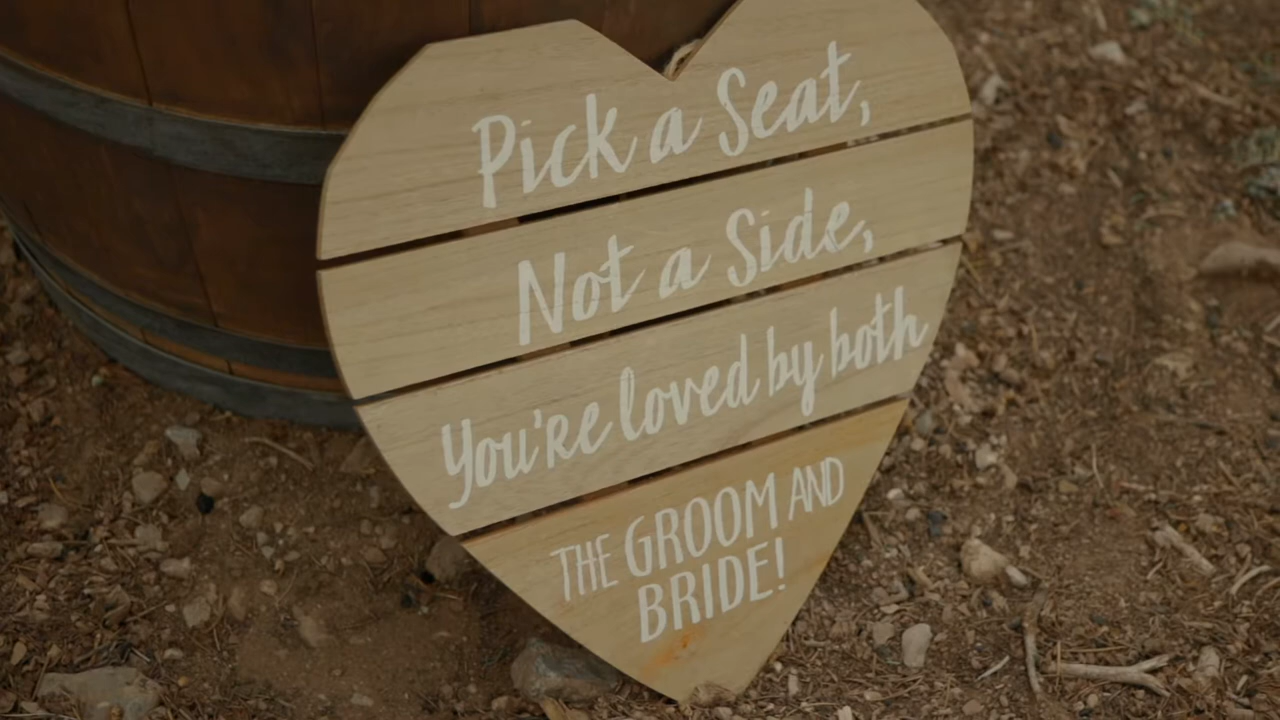 Pick a Seat,
Not a Side,
You're loved by both
THE GROOM AND
BRIDE!